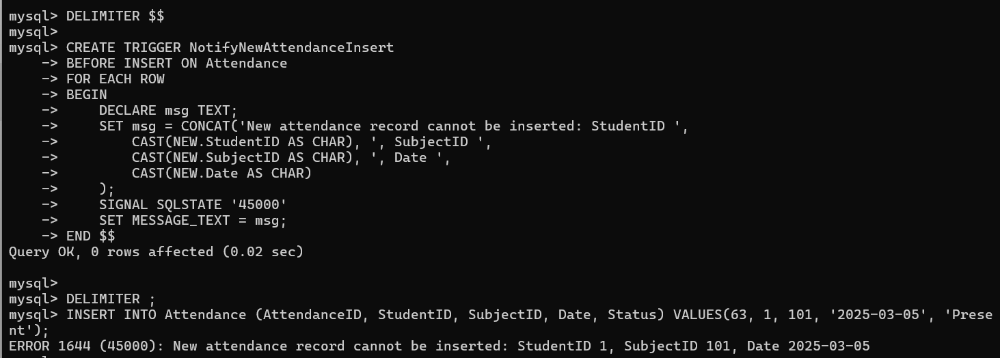 mysql> DELIMITER $$
mysql>
mysql> CREATE TRIGGER NotifyNewAttendanceInsert
    -> BEFORE INSERT ON Attendance
    -> FOR EACH ROW
    -> BEGIN
    ->     DECLARE msg TEXT;
    ->     SET msg = CONCAT('New attendance record cannot be inserted: StudentID ',
    ->         CAST(NEW.StudentID AS CHAR), ', SubjectID ',
    ->         CAST(NEW.SubjectID AS CHAR), ', Date ',
    ->         CAST(NEW.Date AS CHAR)
    ->     );
    ->     SIGNAL SQLSTATE '45000'
    ->     SET MESSAGE_TEXT = msg;
    -> END $$
Query OK, 0 rows affected (0.02 sec)

mysql>
mysql> DELIMITER ;
mysql> INSERT INTO Attendance (AttendanceID, StudentID, SubjectID, Date, Status) VALUES(63, 1, 101, '2025-03-05', 'Prese
nt');
ERROR 1644 (45000): New attendance record cannot be inserted: StudentID 1, SubjectID 101, Date 2025-03-05